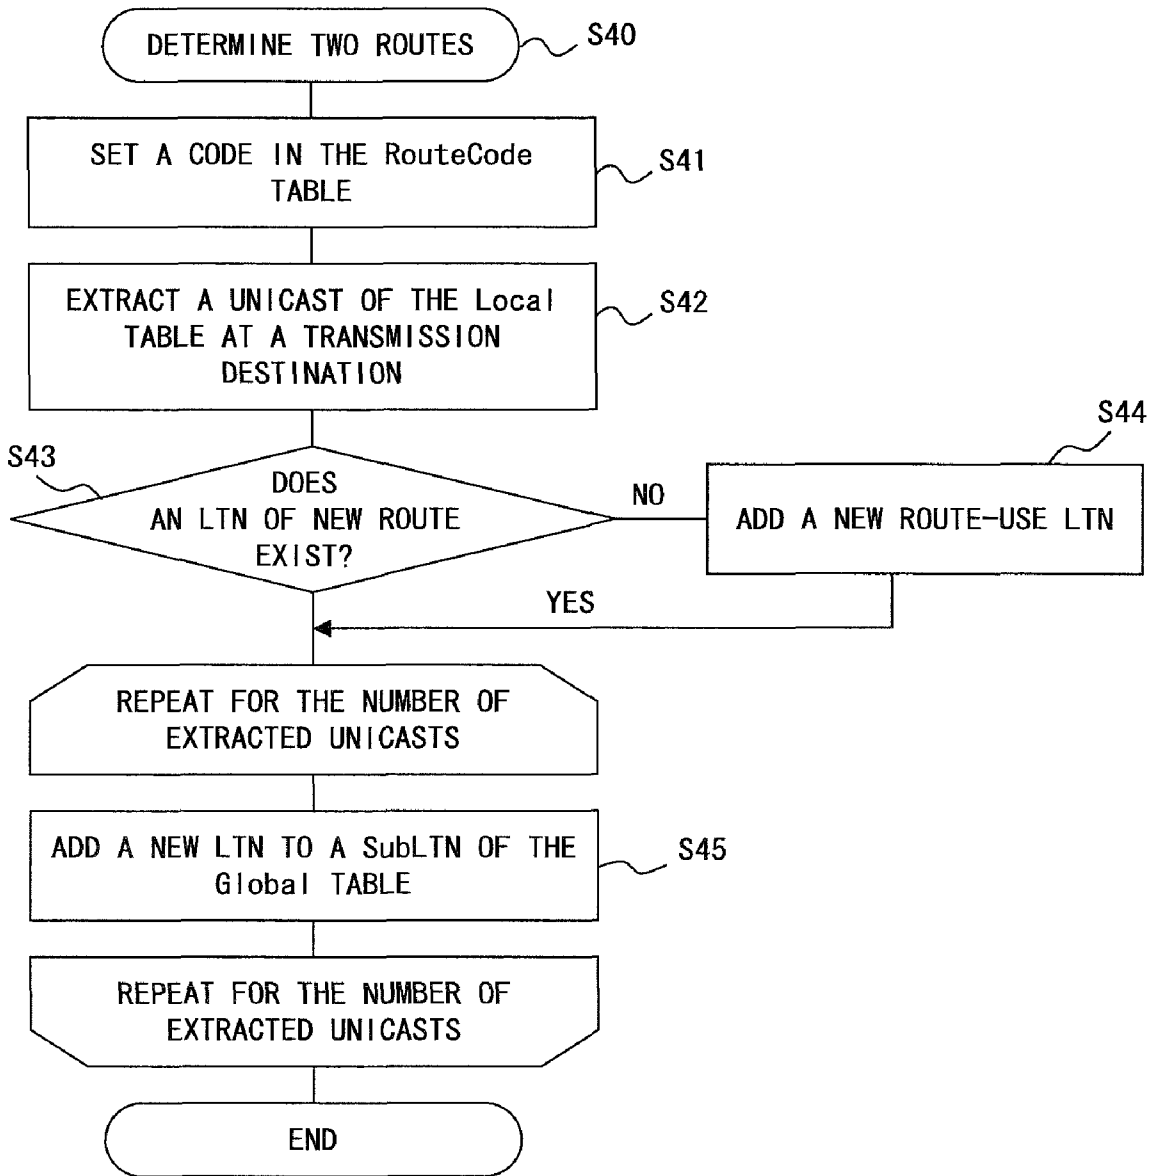 DETERMINE TWO ROUTES
S40
SET A CODE IN THE RouteCode
TABLE
S41
EXTRACT A UNICAST OF THE Local
TABLE AT A TRANSMISSION
DESTINATION
S42
S43
DOES
AN LTN OF NEW ROUTE
EXIST?
NO
S44
ADD A NEW ROUTE-USE LTN
YES
REPEAT FOR THE NUMBER OF
EXTRACTED UNICASTS
ADD A NEW LTN TO A SubLTN OF THE
Global TABLE
S45
REPEAT FOR THE NUMBER OF
EXTRACTED UNICASTS
END